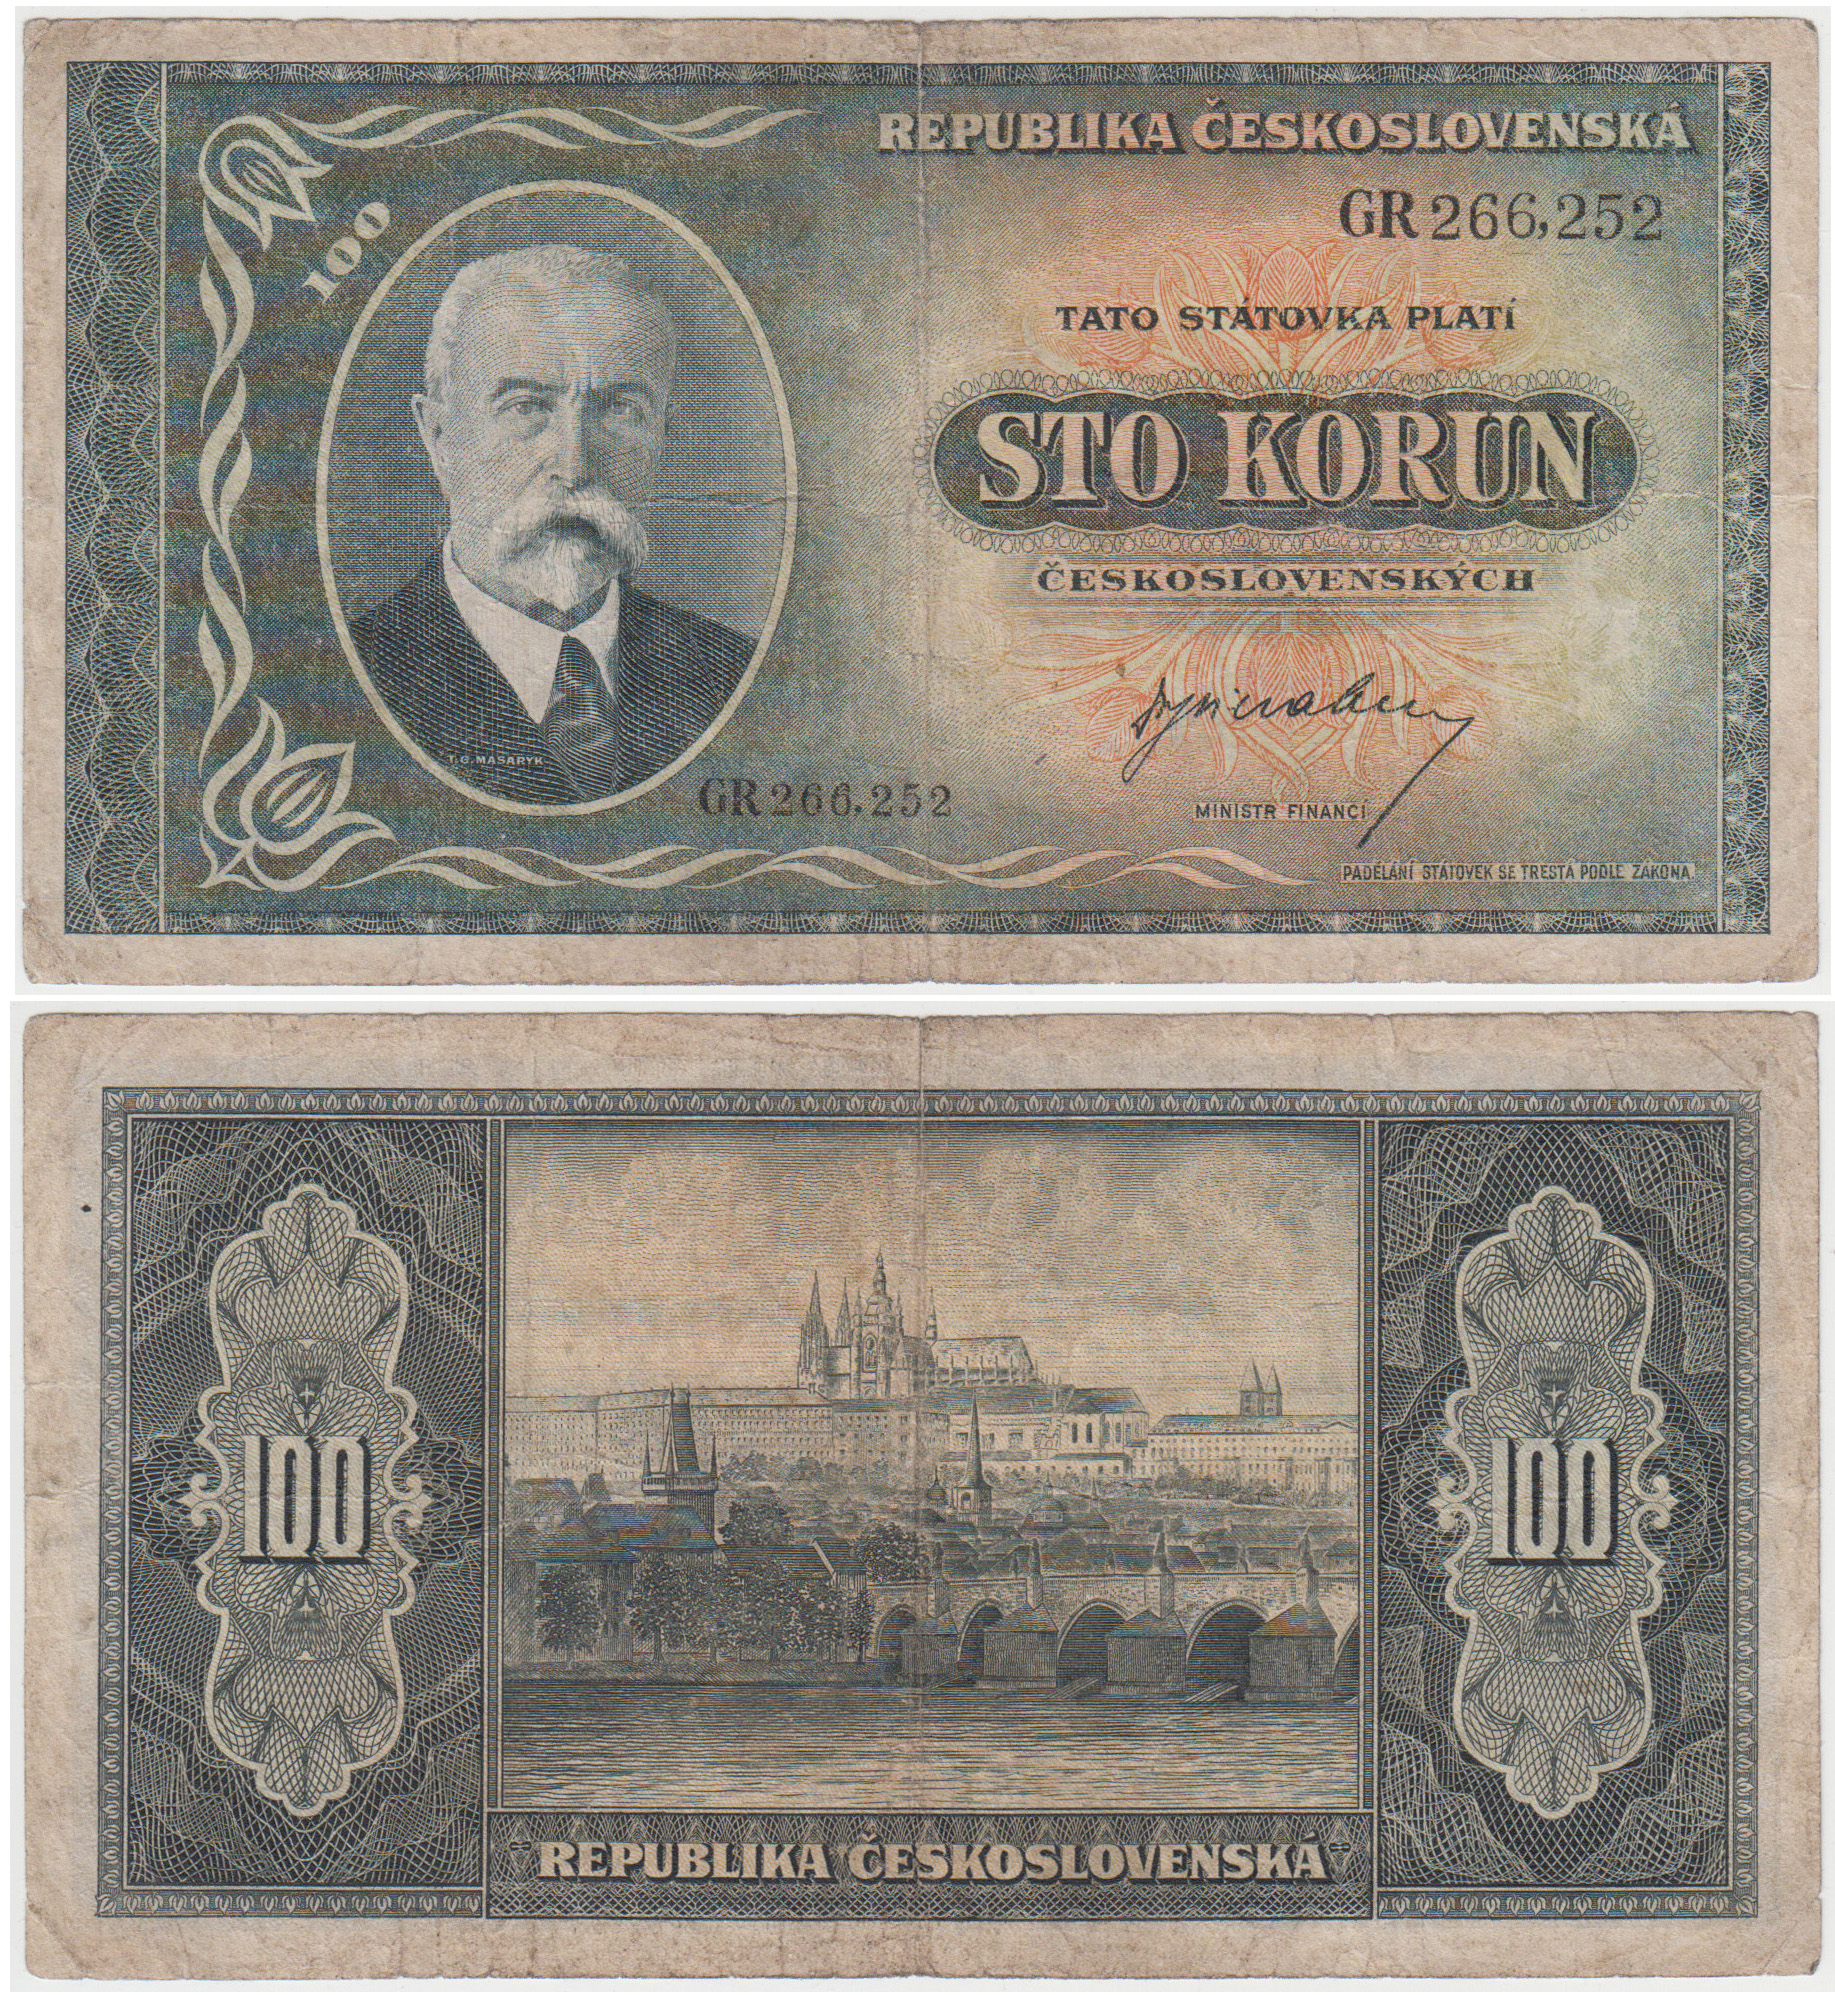 REPUBLIKA ČESKOSLOVENSKÁ
100
GR 266,252
TATO STÁTOVKA PLATÍ
STO KORUN
ČESKOSLOVENSKÝCH
T. G. MASARYK
GR 266,252
MINISTR FINANCÍ
PADĚLÁNÍ STÁTOVEK SE TRESTÁ PODLE ZÁKONA.
100
100
REPUBLIKA ČESKOSLOVENSKÁ